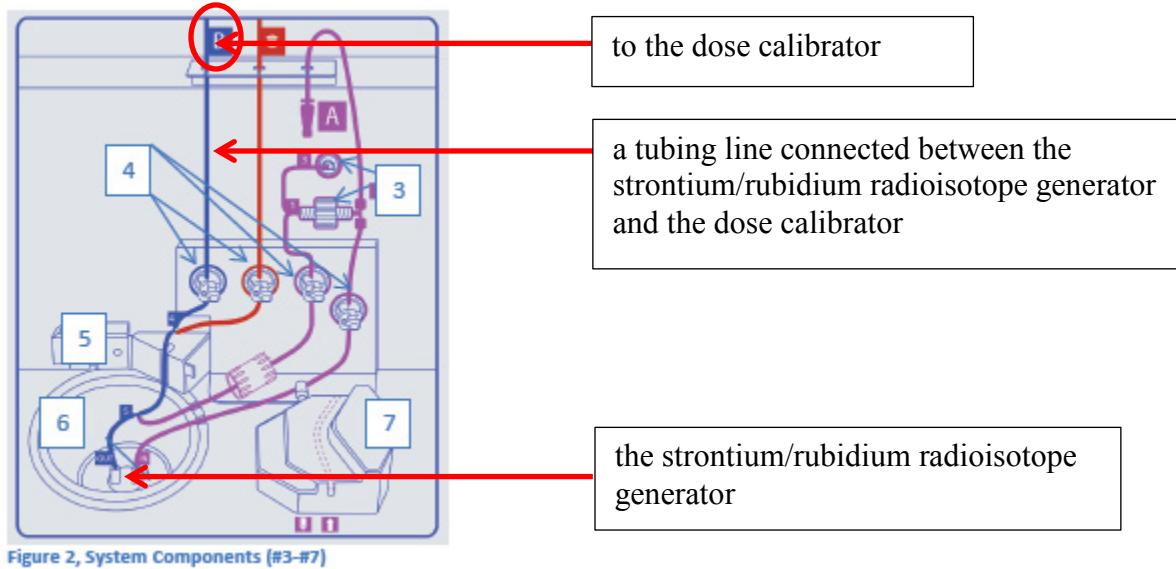 to the dose calibrator
A
a tubing line connected between the
strontium/rubidium radioisotope generator
and the dose calibrator
4
3
5
6
7
OUT
the strontium/rubidium radioisotope
generator
Figure 2, System Components (#3-#7)